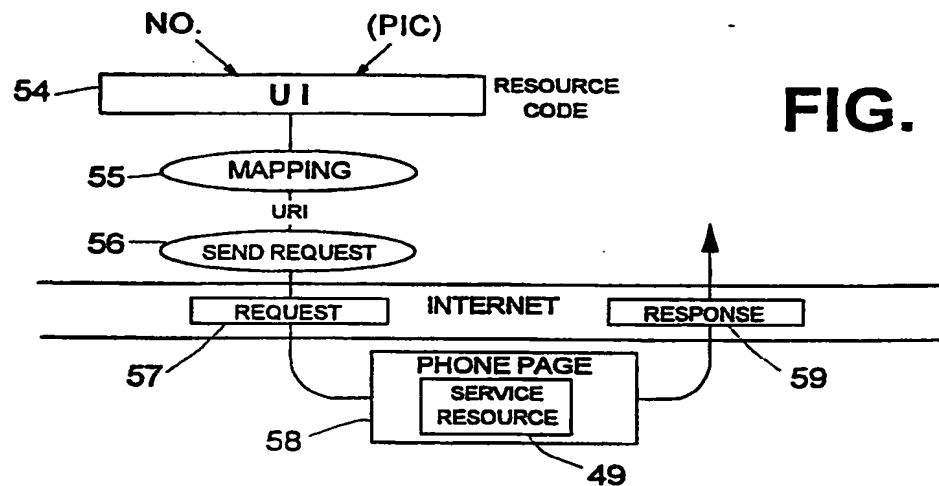 NO. (PIC)
54 U I RESOURCE CODE
FIG.
55 MAPPING
URI
56 SEND REQUEST
REQUEST INTERNET RESPONSE
57 59
PHONE PAGE
SERVICE RESOURCE
58
49